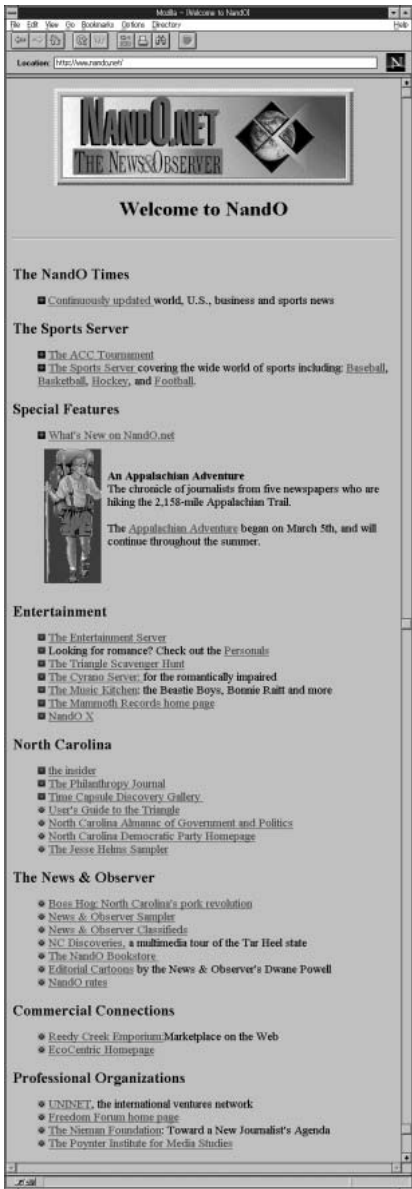 Mozilla - [Welcome to NandO]
File Edit View Go Bookmarks Options Directory Help
Location: http://www.nando.net/
N
NANDO.NET
THE NEWS&OBSERVER
Welcome to NandO
The NandO Times
Continuously updated world, U.S., business and sports news
The Sports Server
The ACC Tournament
The Sports Server covering the wide world of sports including: Baseball,
Basketball, Hockey, and Football.
Special Features
What's New on NandO.net
An Appalachian Adventure
The chronicle of journalists from five newspapers who are
hiking the 2,158-mile Appalachian Trail.
The Appalachian Adventure began on March 5th, and will
continue throughout the summer.
Entertainment
The Entertainment Server
Looking for romance? Check out the Personals
The Triangle Scavenger Hunt
The Cyrano Server: for the romantically impaired
The Music Kitchen: the Beastie Boys, Bonnie Raitt and more
The Mammoth Records home page
NandO X
North Carolina
the insider
The Philanthropy Journal
Time Capsule Discovery Gallery
User's Guide to the Triangle
North Carolina Almanac of Government and Politics
North Carolina Democratic Party Homepage
The Jesse Helms Sampler
The News & Observer
Boss Hog: North Carolina's pork revolution
News & Observer Sampler
News & Observer Classifieds
NC Discoveries, a multimedia tour of the Tar Heel state
The NandO Bookstore
Editorial Cartoons by the News & Observer's Dwane Powell
NandO rates
Commercial Connections
Reedy Creek Emporium:Marketplace on the Web
EcoCentric Homepage
Professional Organizations
UNINET, the international ventures network
Freedom Forum home page
The Nieman Foundation: Toward a New Journalist's Agenda
The Poynter Institute for Media Studies